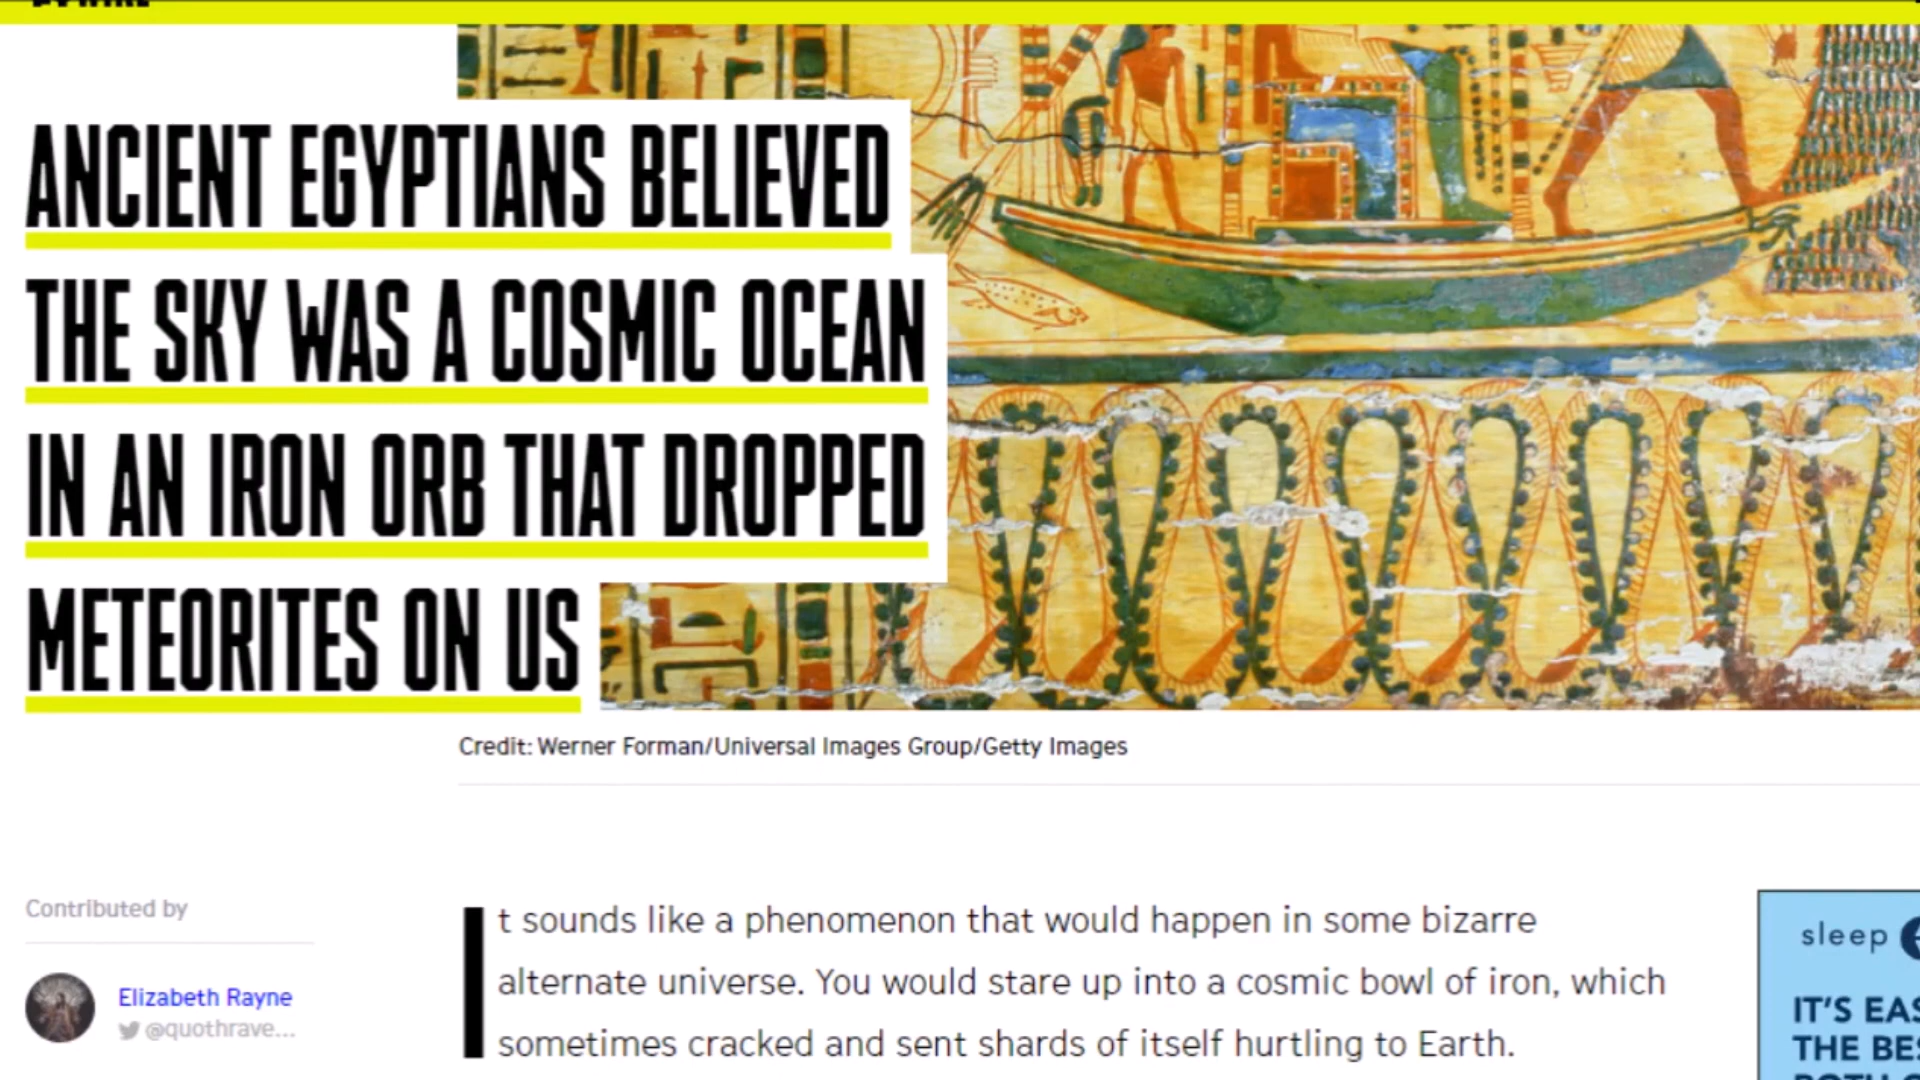 ANCIENT EGYPTIANS BELIEVED
THE SKY WAS A COSMIC OCEAN
IN AN IRON ORB THAT DROPPED
METEORITES ON US
Credit: Werner Forman/Universal Images Group/Getty Images
Contributed by
Elizabeth Rayne
@quothrave...
It sounds like a phenomenon that would happen in some bizarre
alternate universe. You would stare up into a cosmic bowl of iron, which
sometimes cracked and sent shards of itself hurtling to Earth.
sleep
IT'S EAS
THE BES